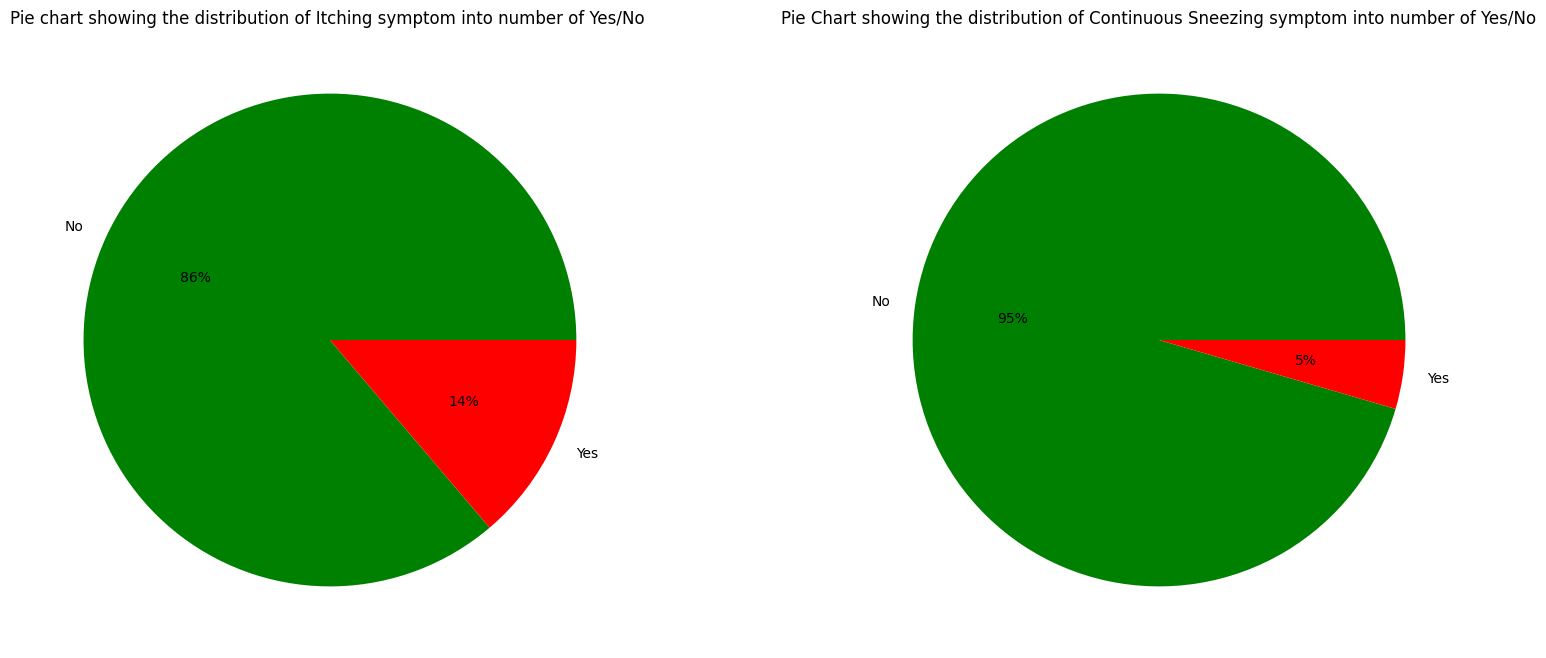 Pie chart showing the distribution of Itching symptom into number of Yes/No
No
86%
14%
Yes
Pie Chart showing the distribution of Continuous Sneezing symptom into number of Yes/No
No
95%
5%
Yes